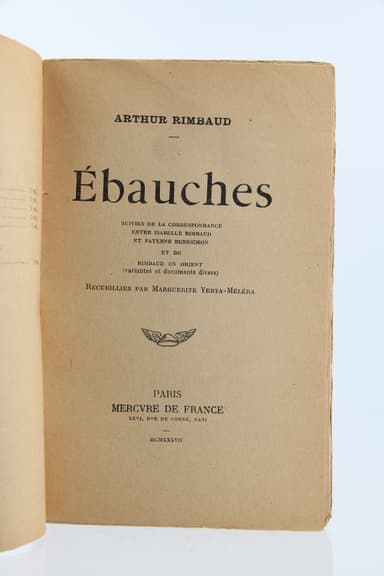 ARTHUR RIMBAUD
Ébauches
SUIVIES DE LA CORRESPONDANCE
ENTRE ISABELLE RIMBAUD
ET PATERNE BERRICHON
ET DE
RIMBAUD EN ORIENT
(variantes et documents divers)
RECUEILLIES PAR MARGUERITE YERTA-MÉLÉRA
PARIS
MERCVRE DE FRANCE
XXVI, RVE DE CONDÉ, XXVI
MCMXXXVII